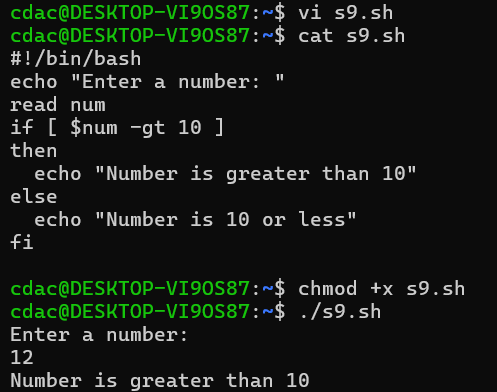 cdac@DESKTOP-VI9OS87:~$ vi s9.sh
cdac@DESKTOP-VI9OS87:~$ cat s9.sh
#!/bin/bash
echo "Enter a number: "
read num
if [ $num -gt 10 ]
then
  echo "Number is greater than 10"
else
  echo "Number is 10 or less"
fi

cdac@DESKTOP-VI9OS87:~$ chmod +x s9.sh
cdac@DESKTOP-VI9OS87:~$ ./s9.sh
Enter a number:
12
Number is greater than 10